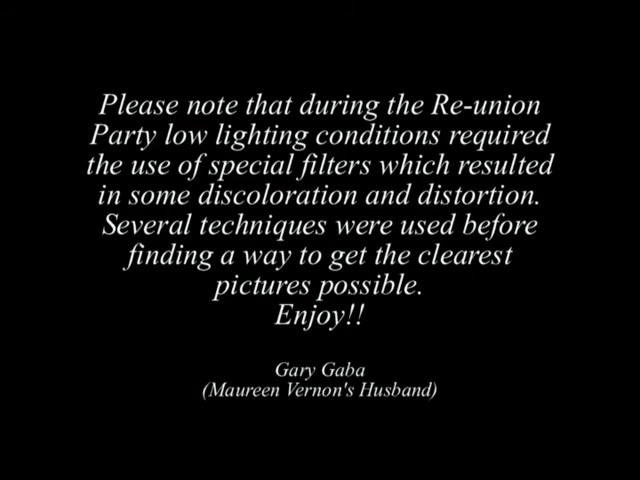 Please note that during the Re-union
Party low lighting conditions required
the use of special filters which resulted
in some discoloration and distortion.
Several techniques were used before
finding a way to get the clearest
pictures possible.
Enjoy!!
Gary Gaba
(Maureen Vernon's Husband)